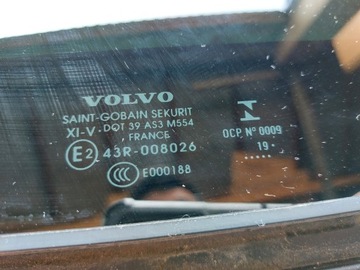 VOLVO
SAINT-GOBAIN SEKURIT
XI-V-DOT 39 AS3 M554
FRANCE
E2 43R-008026
CCC E000188
OCP. N° 0009
19 •
•••••